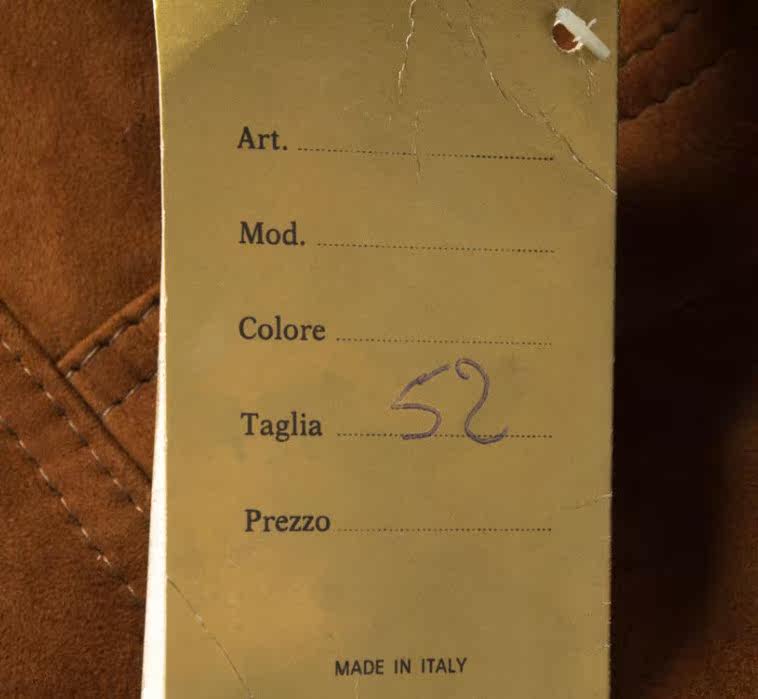 Art.
Mod.
Colore
Taglia 52
Prezzo
MADE IN ITALY